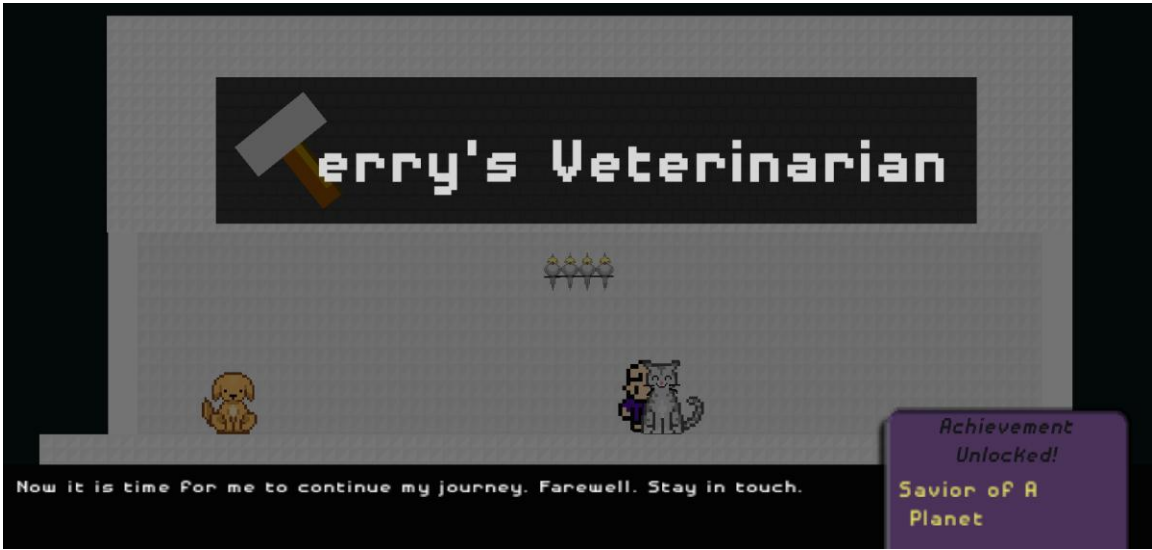 erry's Veterinarian
Now it is time for me to continue my journey. Farewell. Stay in touch.
Achievement
Unlocked!
Savior of A
Planet